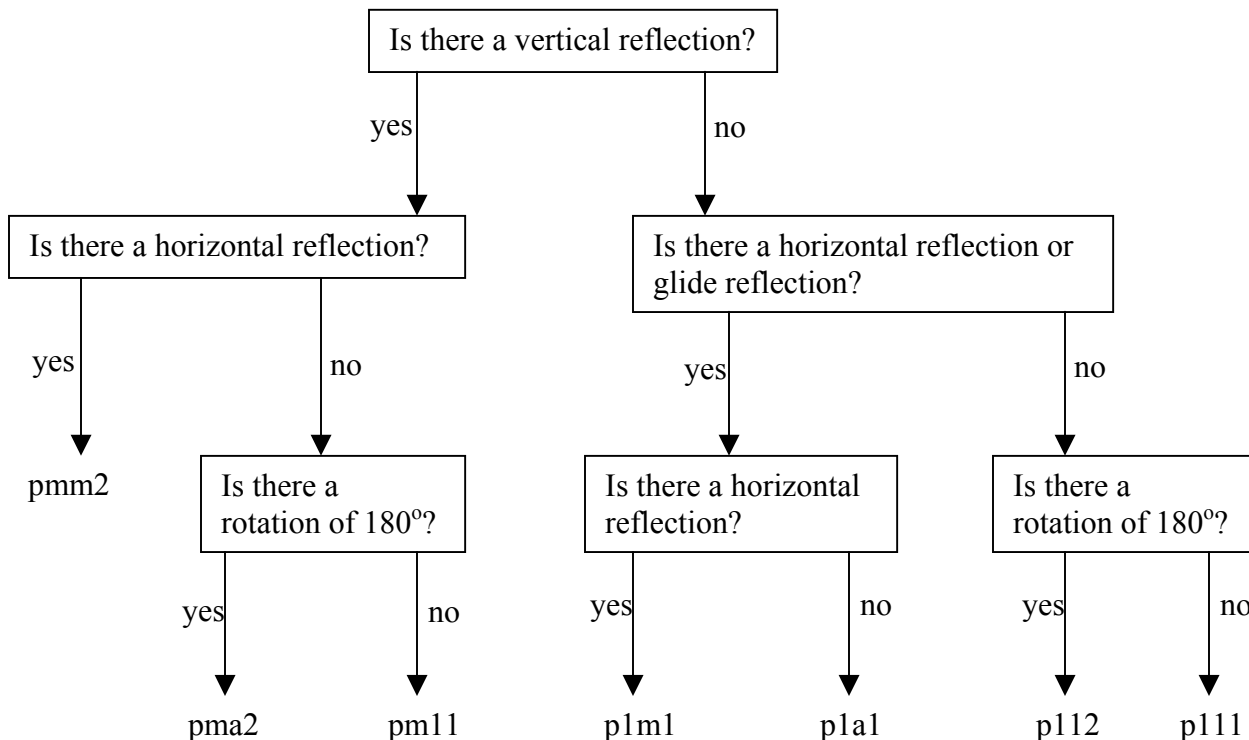 Is there a vertical reflection?
yes
no
Is there a horizontal reflection?
Is there a horizontal reflection or
glide reflection?
yes
no
yes
no
pmm2
Is there a
rotation of 180°?
Is there a horizontal
reflection?
Is there a
rotation of 180°?
yes
no
yes
no
yes
no
pma2
pm11
p1m1
p1a1
p112
p111